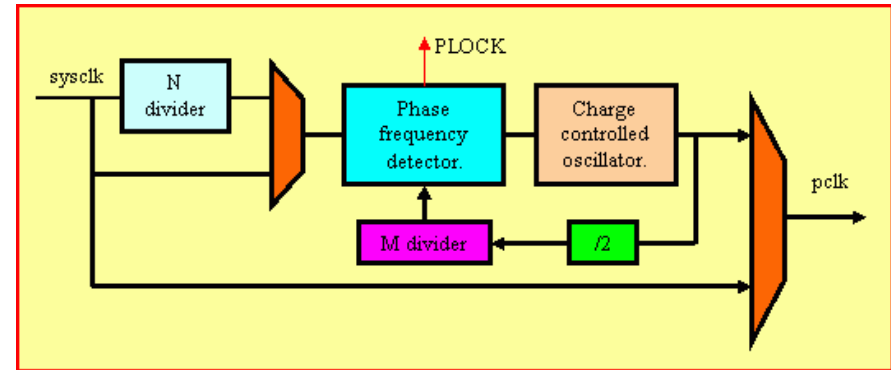 PLOCK
sysclk
N
divider
Phase
frequency
detector.
Charge
controlled
oscillator.
pclk
M divider
/2